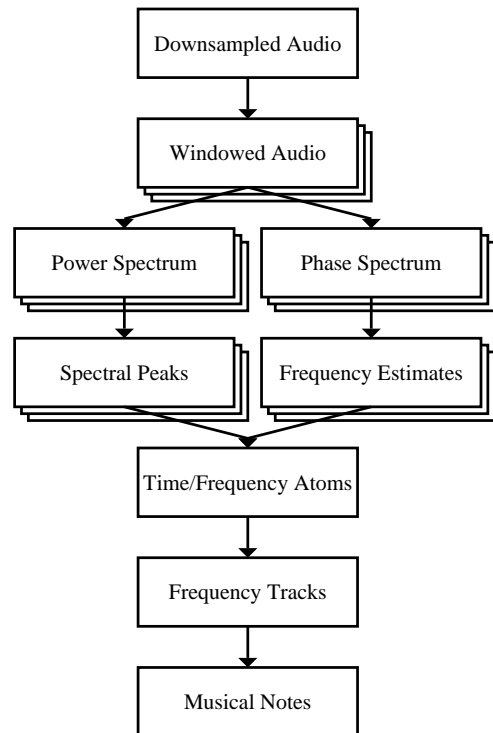 Downsampled Audio
Windowed Audio
Power Spectrum
Phase Spectrum
Spectral Peaks
Frequency Estimates
Time/Frequency Atoms
Frequency Tracks
Musical Notes